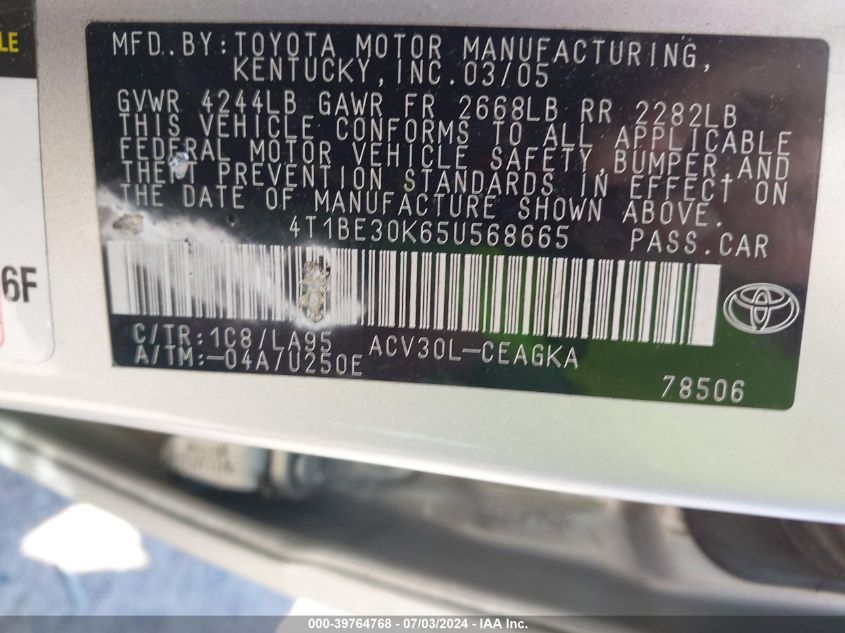 LE
6F
MFD.BY:TOYOTA MOTOR MANUFACTURING,
KENTUCKY,INC.03/05
GVWR 4244LB GAWR FR 2668LB RR 2282LB
THIS VEHICLE CONFORMS TO ALL APPLICABLE
FEDERAL MOTOR VEHICLE SAFETY,BUMPER,AND
THEFT PREVENTION STANDARDS IN EFFECT ON
THE DATE OF MANUFACTURE SHOWN ABOVE.
4T1BE30K65U568665 PASS.CAR
C/TR:1C8/LA95 ACV30L-CEAGKA
A/TM:-04A/U250E
78506
000-39764768 - 07/03/2024 - IAA Inc.